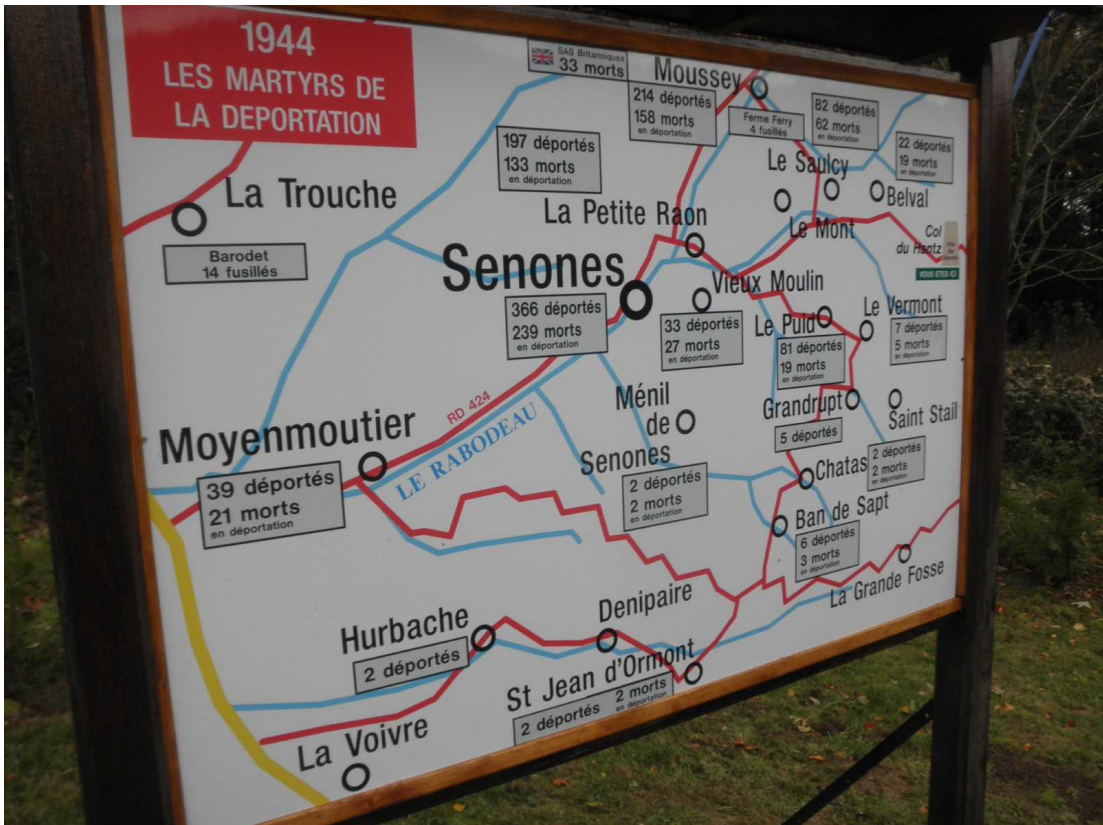 1944
LES MARTYRS DE
LA DEPORTATION
SAS Britanniques
33 morts
Moussey
214 déportés
158 morts
en déportation
Ferme Ferry
4 fusillés
82 déportés
62 morts
en déportation
22 déportés
19 morts
en déportation
197 déportés
133 morts
en déportation
Le Saulcy
Belval
La Trouche
Barodet
14 fusillés
La Petite Raon
Le Mont
Col
du Hantz
VOUS ETES ICI
Senones
366 déportés
239 morts
en déportation
Vieux Moulin
33 déportés
27 morts
en déportation
Le Puid
81 déportés
19 morts
en déportation
Le Vermont
7 déportés
5 morts
en déportation
RD 424
LE RABODEAU
Ménil
de
Senones
2 déportés
2 morts
en déportation
Grandrupt
5 déportés
Saint Stail
2 déportés
2 morts
en déportation
Moyenmoutier
39 déportés
21 morts
en déportation
Chatas
Ban de Sapt
6 déportés
3 morts
en déportation
La Grande Fosse
Hurbache
2 déportés
Denipaire
St Jean d'Ormont
2 déportés 2 morts
en déportation
La Voivre